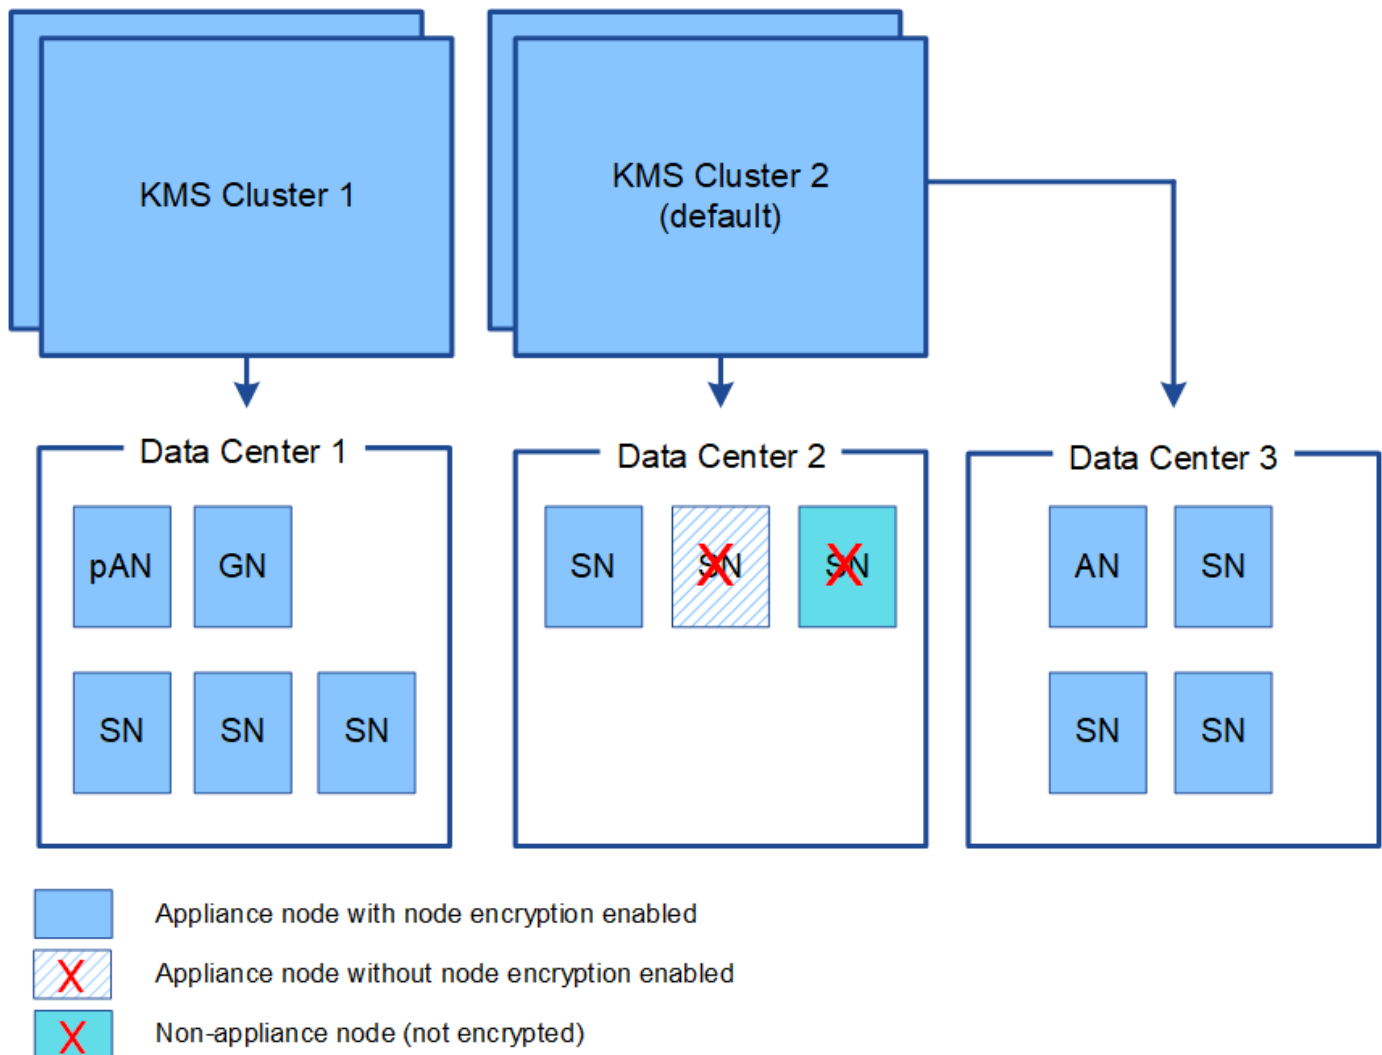 KMS Cluster 1
KMS Cluster 2
(default)
Data Center 1
pAN
GN
SN
SN
SN
Data Center 2
SN
SN
SN
Data Center 3
AN
SN
SN
SN
Appliance node with node encryption enabled
X
Appliance node without node encryption enabled
X
Non-appliance node (not encrypted)